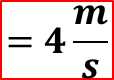 = 4 m/s